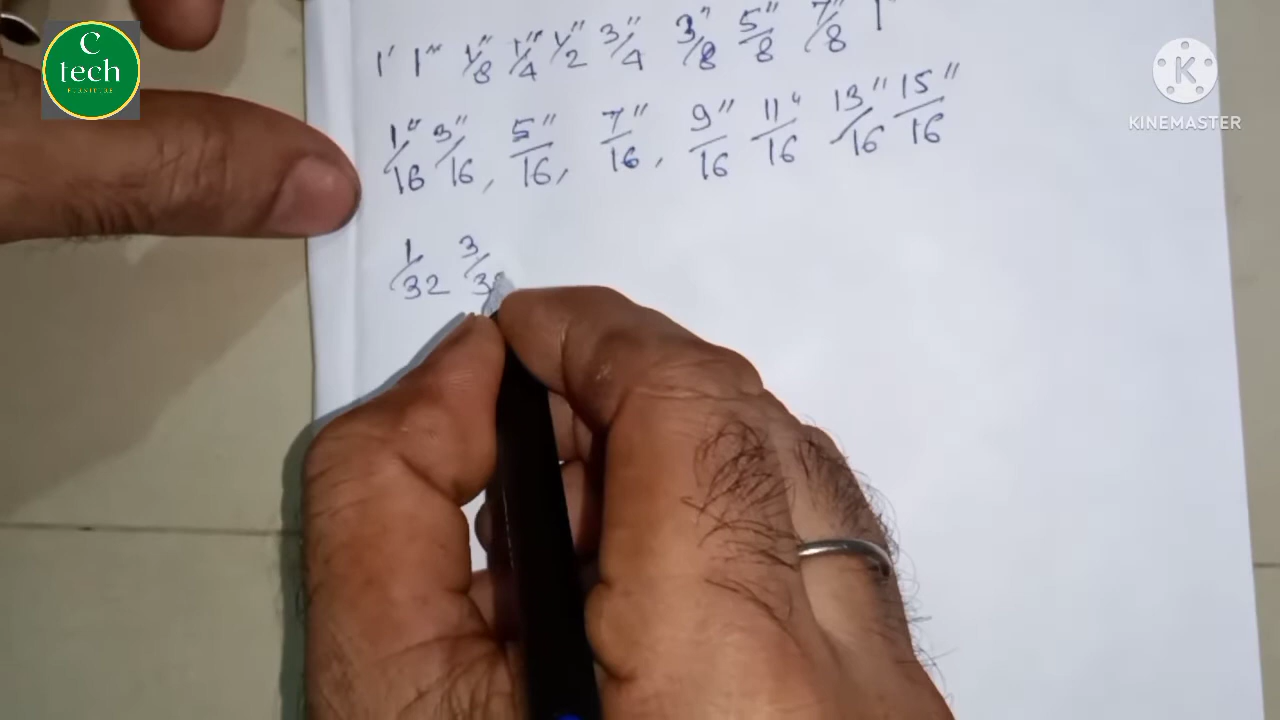 C
tech
FURNITURE
K
KINEMASTER
1' 1" 1/8" 1/4" 1/2" 3/4" 3/8" 5/8" 7/8" 1"
1/16" 3/16", 5/16", 7/16", 9/16" 11/16" 13/16" 15/16"
1/32